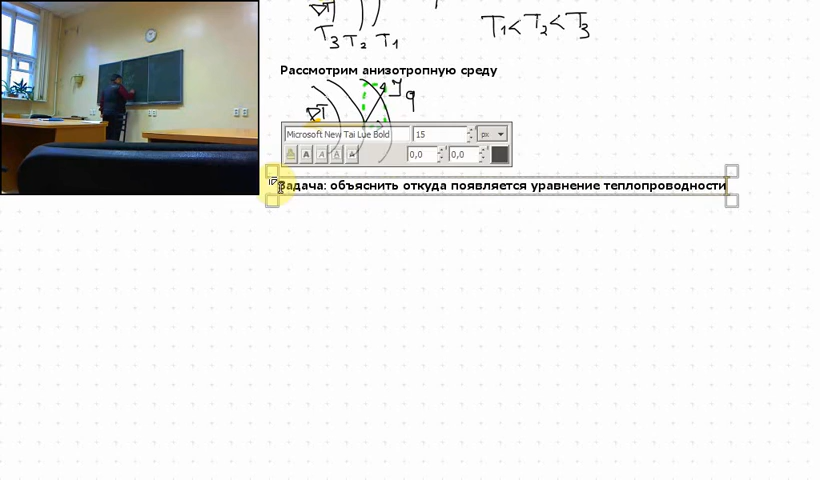 ∇T
T₃ T₂ T₁
T₁ < T₂ < T₃
Рассмотрим анизотропную среду
∇T
q
Microsoft New Tai Lue Bold 15 px
A A A A 0,0 0,0
Задача: объяснить откуда появляется уравнение теплопроводности